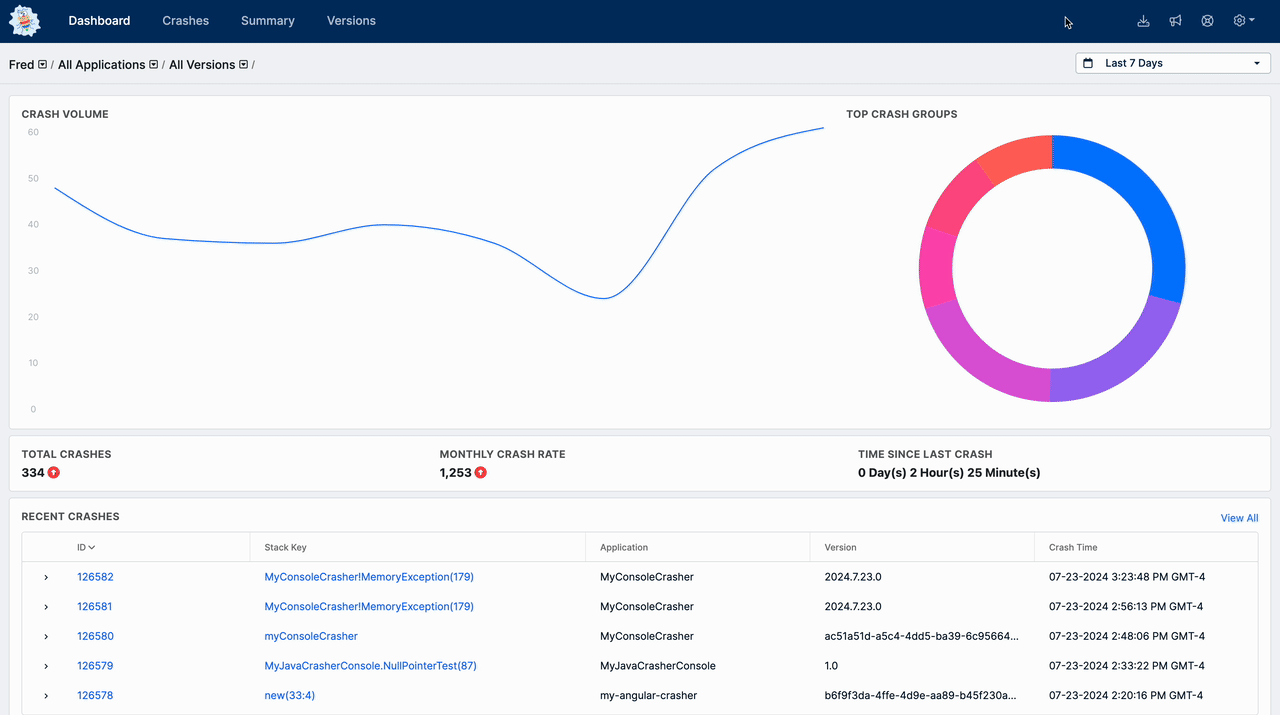 Dashboard Crashes Summary Versions
Fred / All Applications / All Versions /
Last 7 Days
CRASH VOLUME
TOP CRASH GROUPS
60
50
40
30
20
10
0
TOTAL CRASHES
334
MONTHLY CRASH RATE
1,253
TIME SINCE LAST CRASH
0 Day(s) 2 Hour(s) 25 Minute(s)
RECENT CRASHES
View All
ID Stack Key Application Version Crash Time
126582 MyConsoleCrasher!MemoryException(179) MyConsoleCrasher 2024.7.23.0 07-23-2024 3:23:48 PM GMT-4
126581 MyConsoleCrasher!MemoryException(179) MyConsoleCrasher 2024.7.23.0 07-23-2024 2:56:13 PM GMT-4
126580 myConsoleCrasher MyConsoleCrasher ac51a51d-a5c4-4dd5-ba39-6c95664... 07-23-2024 2:48:06 PM GMT-4
126579 MyJavaCrasherConsole.NullPointerTest(87) MyJavaCrasherConsole 1.0 07-23-2024 2:33:22 PM GMT-4
126578 new(33:4) my-angular-crasher b6f9f3da-4ffe-4d9e-aa89-b45f230a... 07-23-2024 2:20:16 PM GMT-4